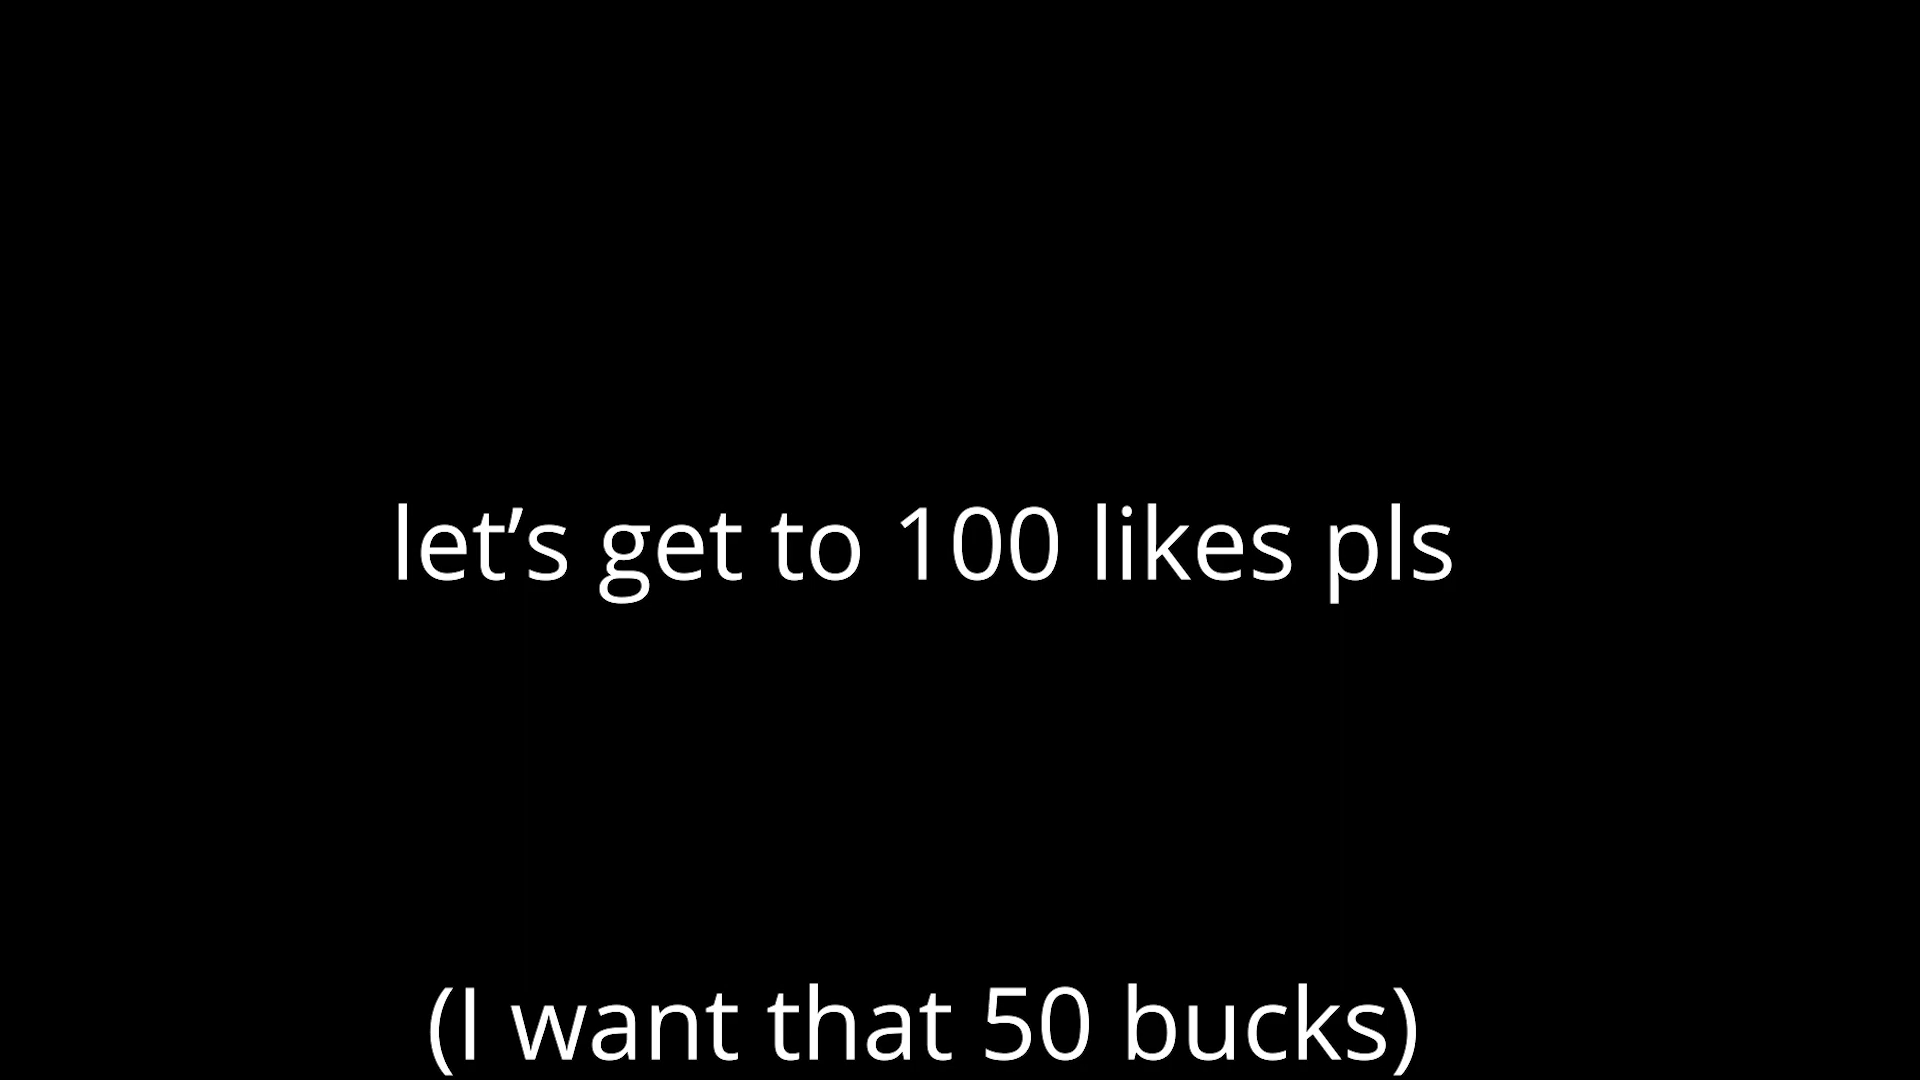 let’s get to 100 likes pls
(I want that 50 bucks)